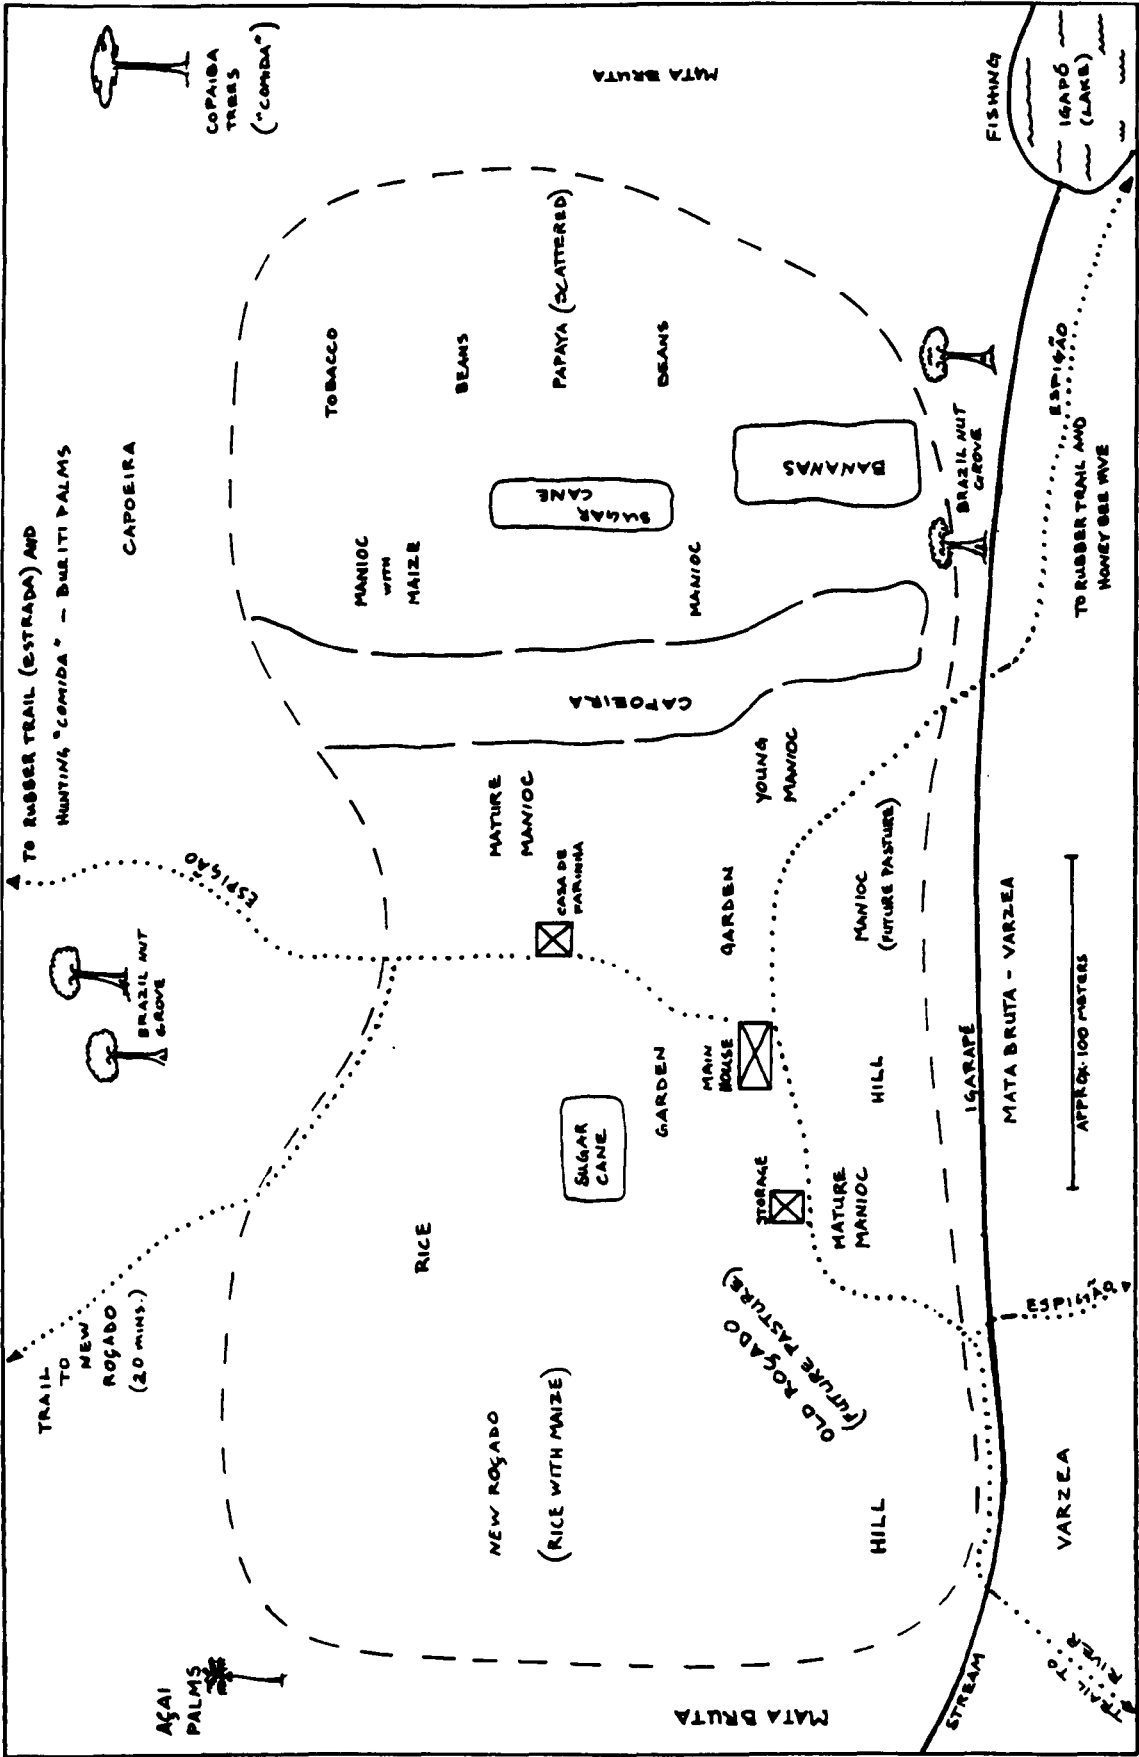 TO RUBBER TRAIL (ESTRADA) AND
HUNTING "COMIDA" – BURITI PALMS
TRAIL
TO
NEW
ROÇADO
(20 MINS.)
AÇAI
PALMS
BRAZIL NUT
GROVE
ESPIGÃO
CAPOEIRA
COPAIBA
TREES
("COMIDA")
MATA BRUTA
MATA BRUTA
NEW ROÇADO
(RICE WITH MAIZE)
RICE
SUGAR
CANE
GARDEN
MAIN
HOUSE
STORAGE
MATURE
MANIOC
OLD ROÇADO
(FUTURE PASTURE)
HILL
HILL
MATURE
MANIOC
CASA DE
FARINHA
GARDEN
YOUNG
MANIOC
MANIOC
(FUTURE PASTURE)
CAPOEIRA
MANIOC
WITH
MAIZE
MANIOC
SUGAR
CANE
BANANAS
TOBACCO
BEANS
PAPAYA (SCATTERED)
BEANS
BRAZIL NUT
GROVE
FISHING
IGAPÓ
(LAKE)
STREAM
IGARAPÉ
TRAIL TO
RIVER
VARZEA
ESPIGÃO
MATA BRUTA – VARZEA
APPROX. 100 METERS
ESPIGÃO
TO RUBBER TRAIL AND
HONEY BEE HIVE